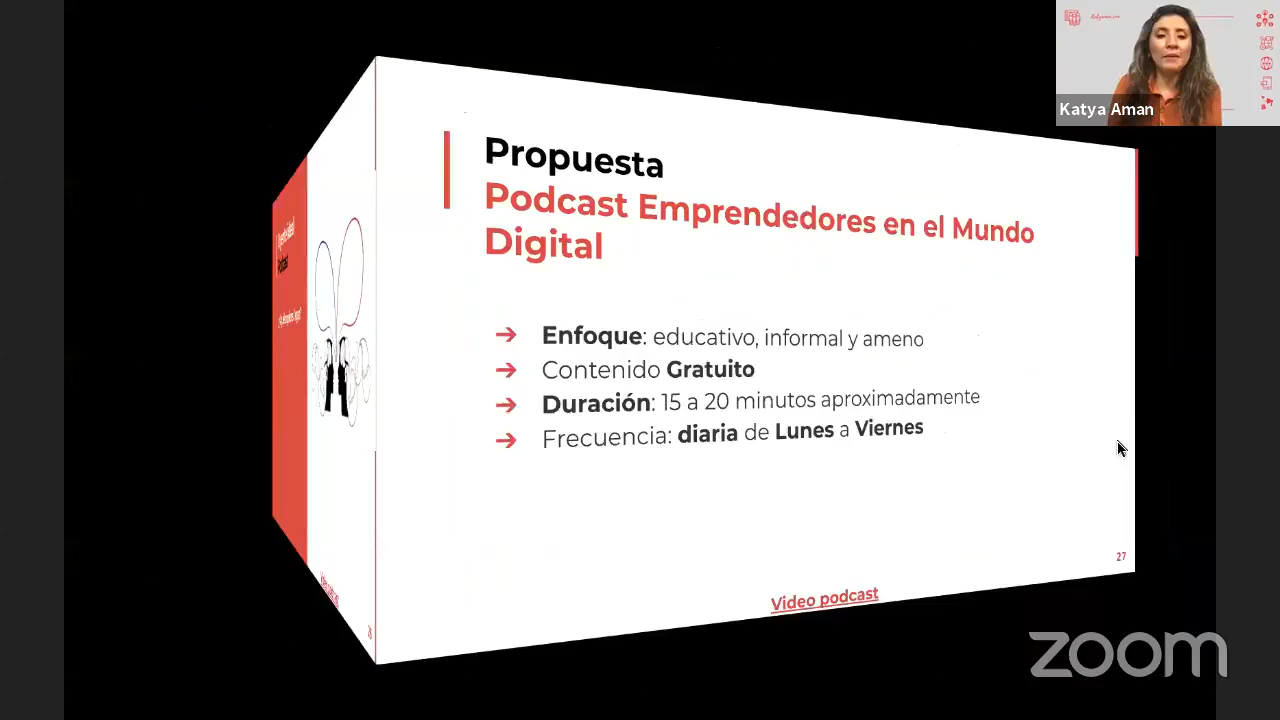 Katya Aman
Propuesta
Podcast Emprendedores en el Mundo
Digital
→ Enfoque: educativo, informal y ameno
→ Contenido Gratuito
→ Duración: 15 a 20 minutos aproximadamente
→ Frecuencia: diaria de Lunes a Viernes
27
Video podcast
zoom
Podcast